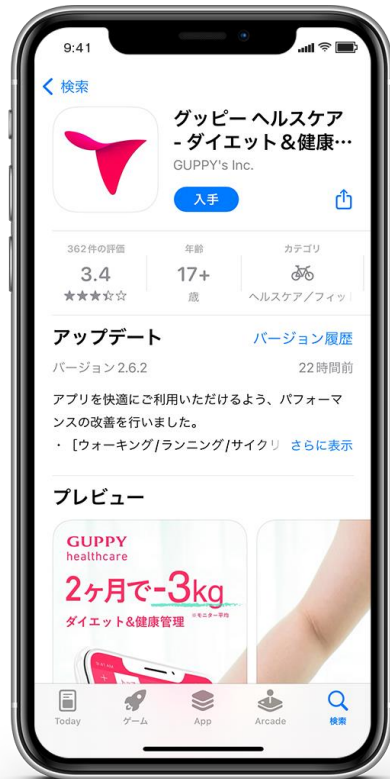 9:41
検索
グッピー ヘルスケア
- ダイエット＆健康…
GUPPY's Inc.
入手
362件の評価
3.4
年齢
17+
歳
カテゴリ
ヘルスケア／フィッ
アップデート
バージョン履歴
バージョン 2.6.2
22時間前
アプリを快適にご利用いただけるよう、パフォーマ
ンスの改善を行いました。
・［ウォーキング/ランニング/サイクリ
さらに表示
プレビュー
GUPPY
healthcare
2ヶ月で-3kg
※モニター平均
ダイエット&健康管理
Today
ゲーム
App
Arcade
検索